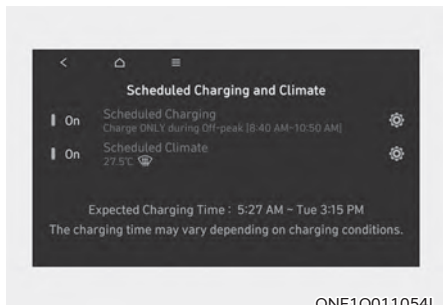 Scheduled Charging and Climate
On
Scheduled Charging
Charge ONLY during Off-peak [8:40 AM-10:50 AM]
On
Scheduled Climate
27.5°C
Expected Charging Time : 5:27 AM ~ Tue 3:15 PM
The charging time may vary depending on charging conditions.